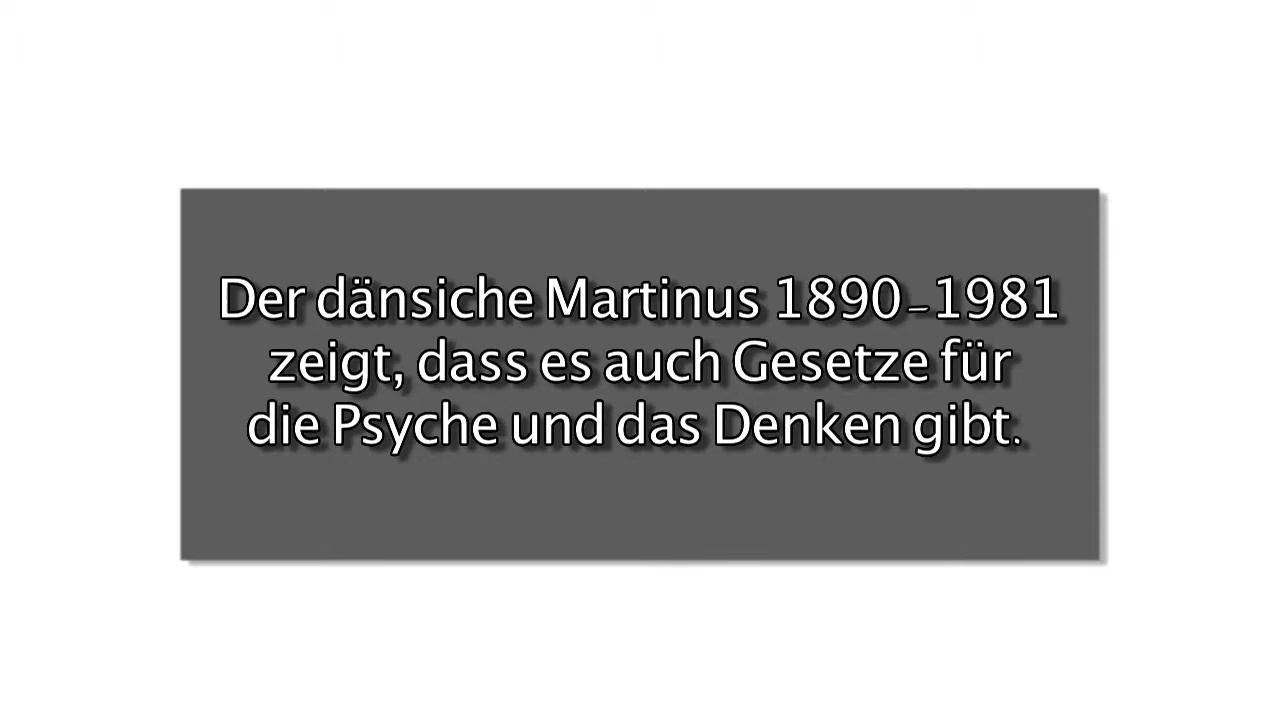 Der dänsiche Martinus 1890-1981
zeigt, dass es auch Gesetze für
die Psyche und das Denken gibt.